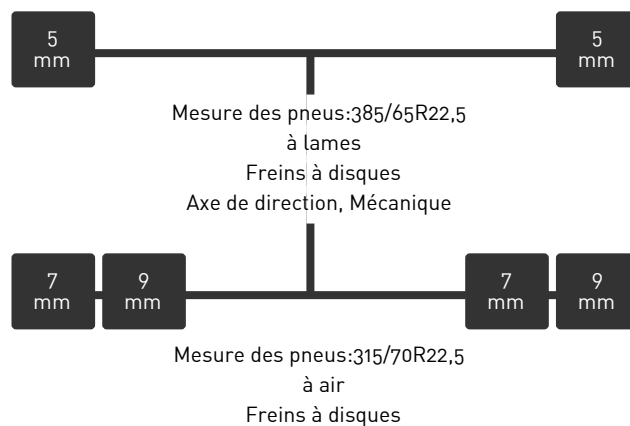 5
mm
5
mm
Mesure des pneus:385/65R22,5
à lames
Freins à disques
Axe de direction, Mécanique
7
mm
9
mm
7
mm
9
mm
Mesure des pneus:315/70R22,5
à air
Freins à disques